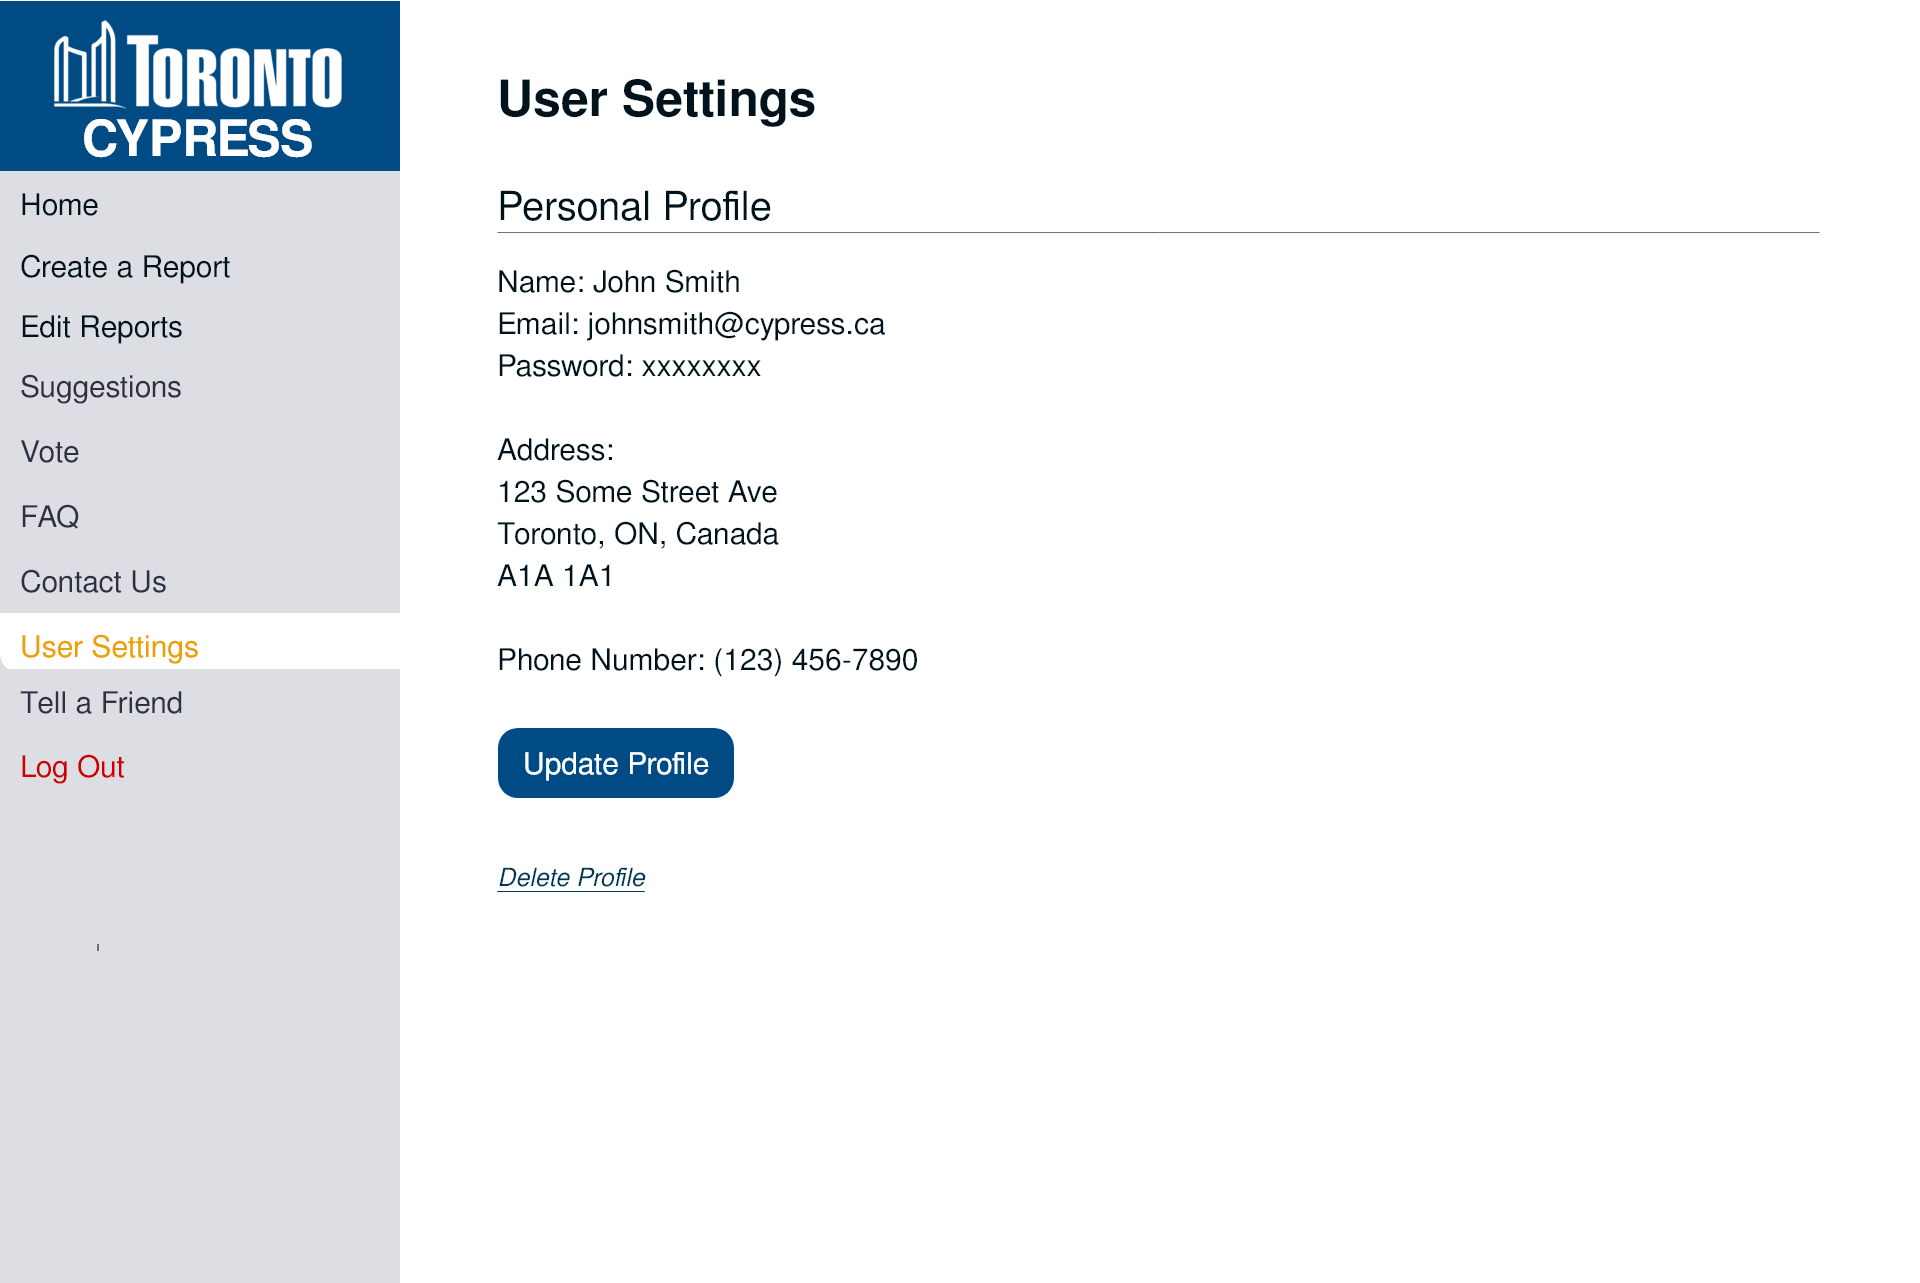 TORONTO
CYPRESS
Home
Create a Report
Edit Reports
Suggestions
Vote
FAQ
Contact Us
User Settings
Tell a Friend
Log Out
User Settings
Personal Profile
Name: John Smith
Email: johnsmith@cypress.ca
Password: xxxxxxxx
Address:
123 Some Street Ave
Toronto, ON, Canada
A1A 1A1
Phone Number: (123) 456-7890
Update Profile
Delete Profile